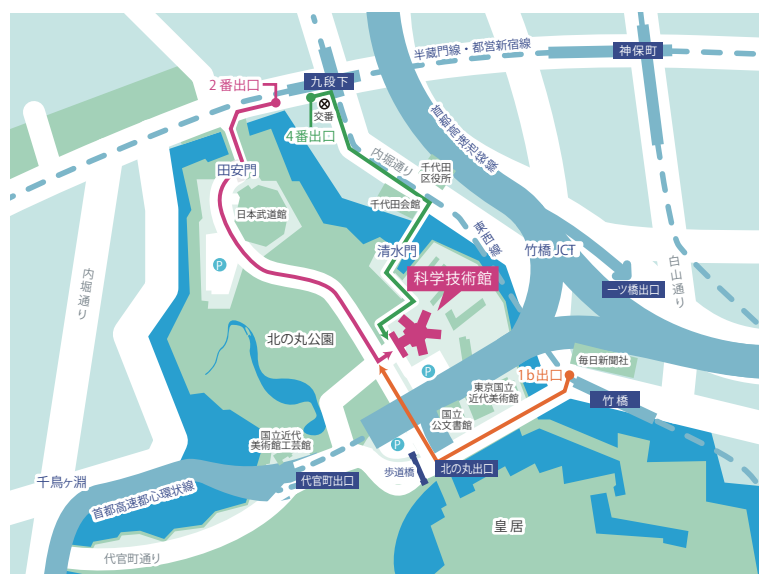 半蔵門線・都営新宿線
神保町
2番出口
九段下
交番
4番出口
首都高速池袋線
内堀通り
千代田
区役所
田安門
千代田会館
日本武道館
東西線
清水門
竹橋JCT
白山通り
P
科学技術館
一ツ橋出口
内堀通り
北の丸公園
毎日新聞社
P
1b出口
東京国立
近代美術館
竹橋
国立
公文書館
国立近代
美術館工芸館
P
歩道橋
北の丸出口
千鳥ヶ淵
代官町出口
首都高速都心環状線
皇居
代官町通り